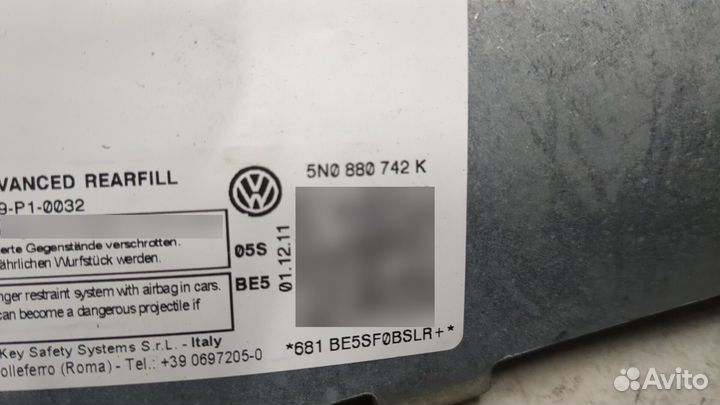 5N0 880 742 K
VANCED REARFILL
9-P1-0032
erte Gegenstände verschrotten.
ährlichen Wurfstück werden.
05S
BE5
01.12.11
nger restraint system with airbag in cars.
can become a dangerous projectile if
Key Safety Systems S.r.L. - Italy
olleferro (Roma) - Tel.: +39 0697205-0
*681 BE5SF0BSLR+*
Avito